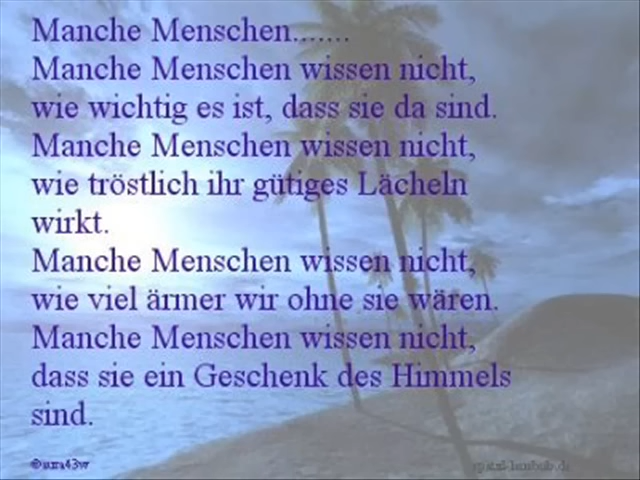 Manche Menschen.......
Manche Menschen wissen nicht,
wie wichtig es ist, dass sie da sind.
Manche Menschen wissen nicht,
wie tröstlich ihr gütiges Lächeln
wirkt.
Manche Menschen wissen nicht,
wie viel ärmer wir ohne sie wären.
Manche Menschen wissen nicht,
dass sie ein Geschenk des Himmels
sind.